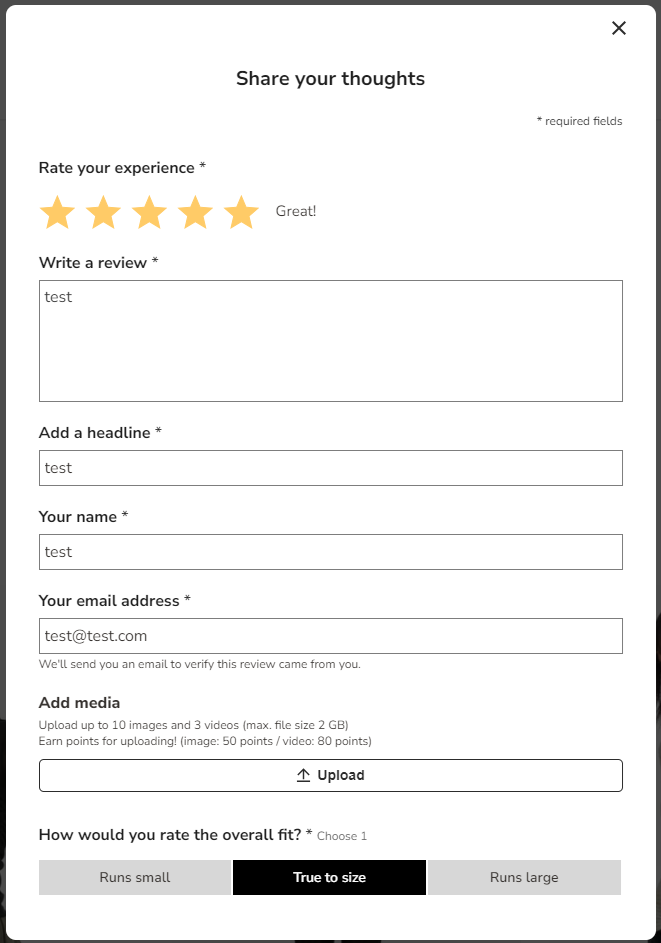 Share your thoughts
* required fields
Rate your experience *
Great!
Write a review *
test
Add a headline *
test
Your name *
test
Your email address *
test@test.com
We'll send you an email to verify this review came from you.
Add media
Upload up to 10 images and 3 videos (max. file size 2 GB)
Earn points for uploading! (image: 50 points / video: 80 points)
Upload
How would you rate the overall fit? * Choose 1
Runs small True to size Runs large